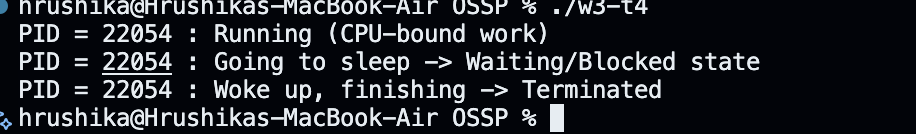 hrushika@Hrushikas-MacBook-Air OSSP % ./w3-t4
PID = 22054 : Running (CPU-bound work)
PID = 22054 : Going to sleep -> Waiting/Blocked state
PID = 22054 : Woke up, finishing -> Terminated
hrushika@Hrushikas-MacBook-Air OSSP %